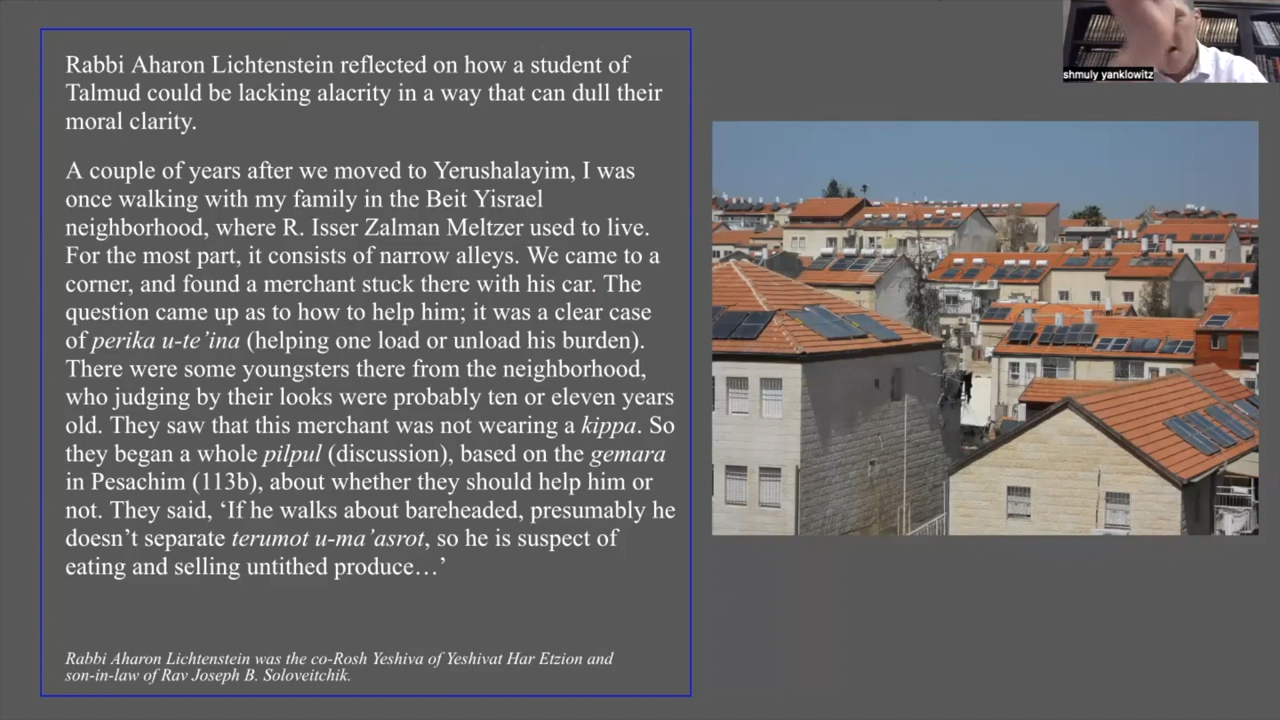 Rabbi Aharon Lichtenstein reflected on how a student of
Talmud could be lacking alacrity in a way that can dull their
moral clarity.
A couple of years after we moved to Yerushalayim, I was
once walking with my family in the Beit Yisrael
neighborhood, where R. Isser Zalman Meltzer used to live.
For the most part, it consists of narrow alleys. We came to a
corner, and found a merchant stuck there with his car. The
question came up as to how to help him; it was a clear case
of perika u-te’ina (helping one load or unload his burden).
There were some youngsters there from the neighborhood,
who judging by their looks were probably ten or eleven years
old. They saw that this merchant was not wearing a kippa. So
they began a whole pilpul (discussion), based on the gemara
in Pesachim (113b), about whether they should help him or
not. They said, ‘If he walks about bareheaded, presumably he
doesn’t separate terumot u-ma’asrot, so he is suspect of
eating and selling untithed produce…’
Rabbi Aharon Lichtenstein was the co-Rosh Yeshiva of Yeshivat Har Etzion and
son-in-law of Rav Joseph B. Soloveitchik.
shmuly yanklowitz